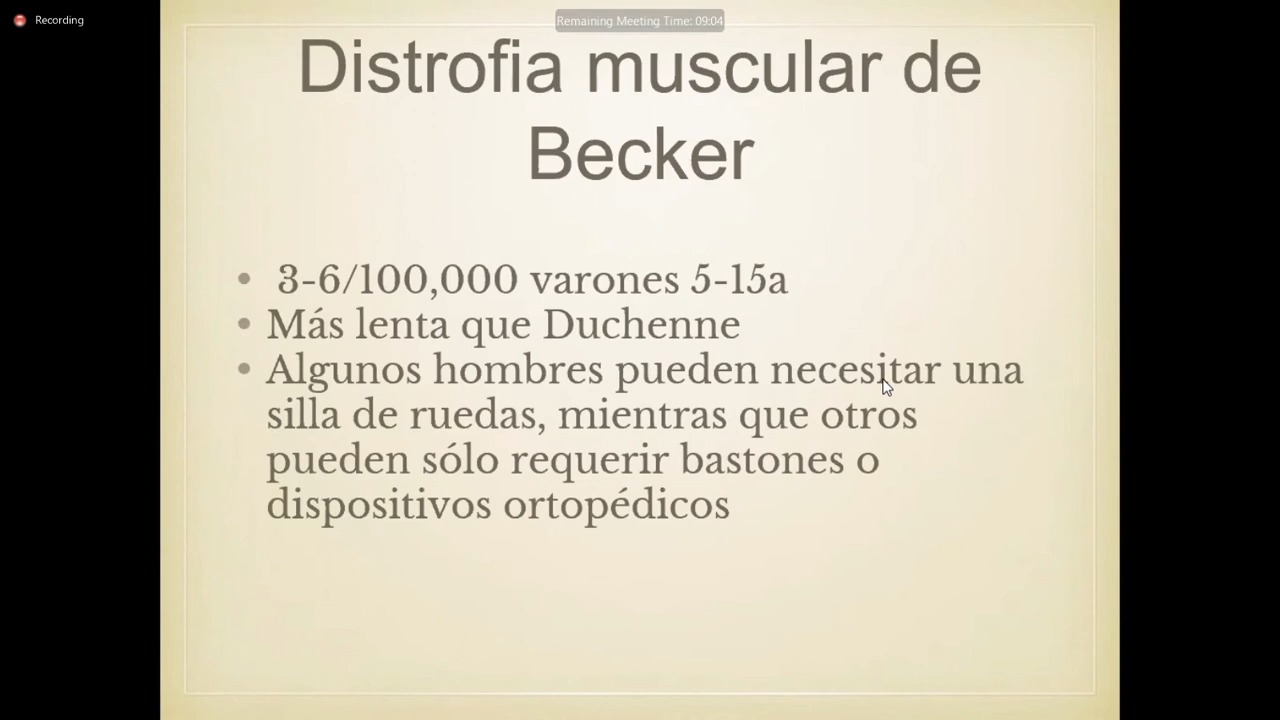 Recording
Remaining Meeting Time: 09:04
Distrofia muscular de
Becker
• 3-6/100,000 varones 5-15a
• Más lenta que Duchenne
• Algunos hombres pueden necesitar una
silla de ruedas, mientras que otros
pueden sólo requerir bastones o
dispositivos ortopédicos